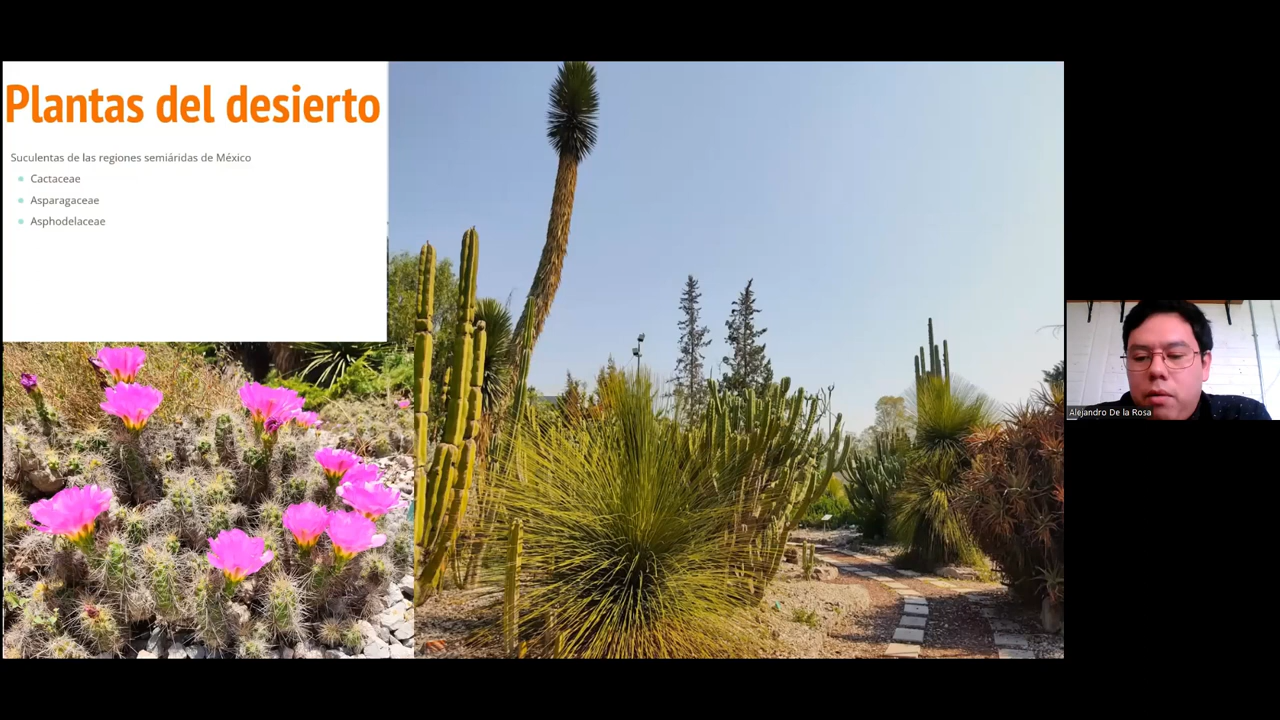 Plantas del desierto
Suculentas de las regiones semiáridas de México
Cactaceae
Asparagaceae
Asphodelaceae
Alejandro De la Rosa